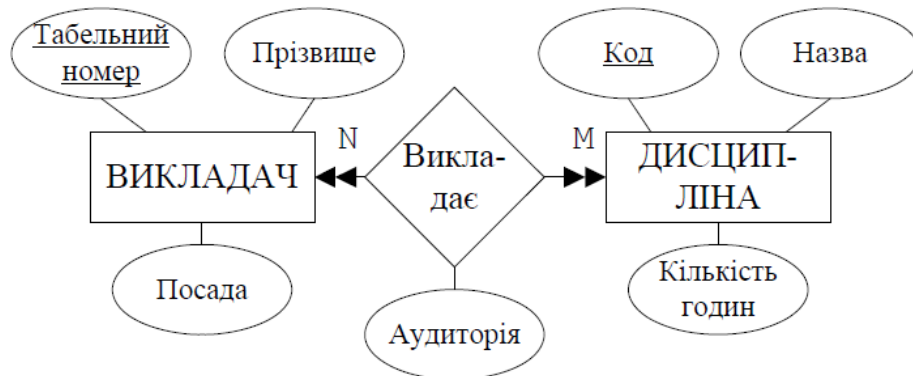 Табельний
номер
Прізвище
Код
Назва
ВИКЛАДАЧ
N
Викла-
дає
M
ДИСЦИП-
ЛІНА
Посада
Аудиторія
Кількість
годин